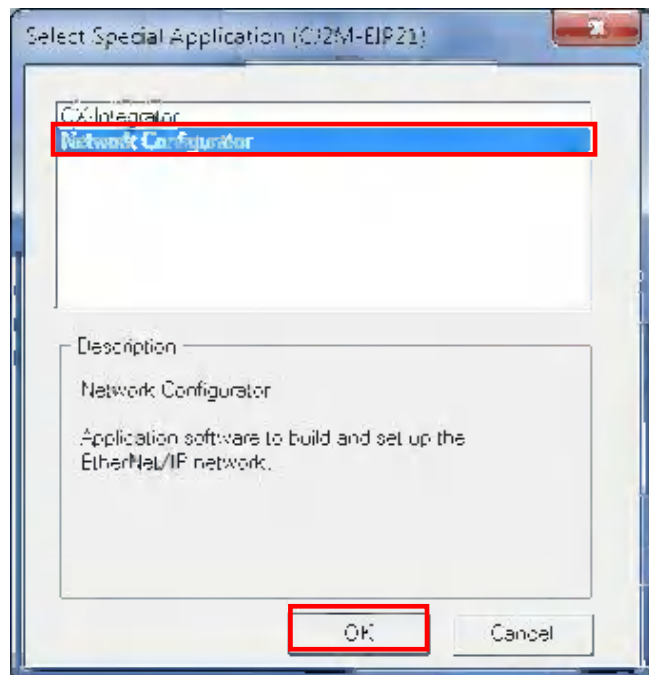 Select Special Application (CJ2M-EIP21)
CX-Integrator
Network Configurator
Description
Network Configurator
Application software to build and set up the
EtherNet/IP network.
OK
Cancel